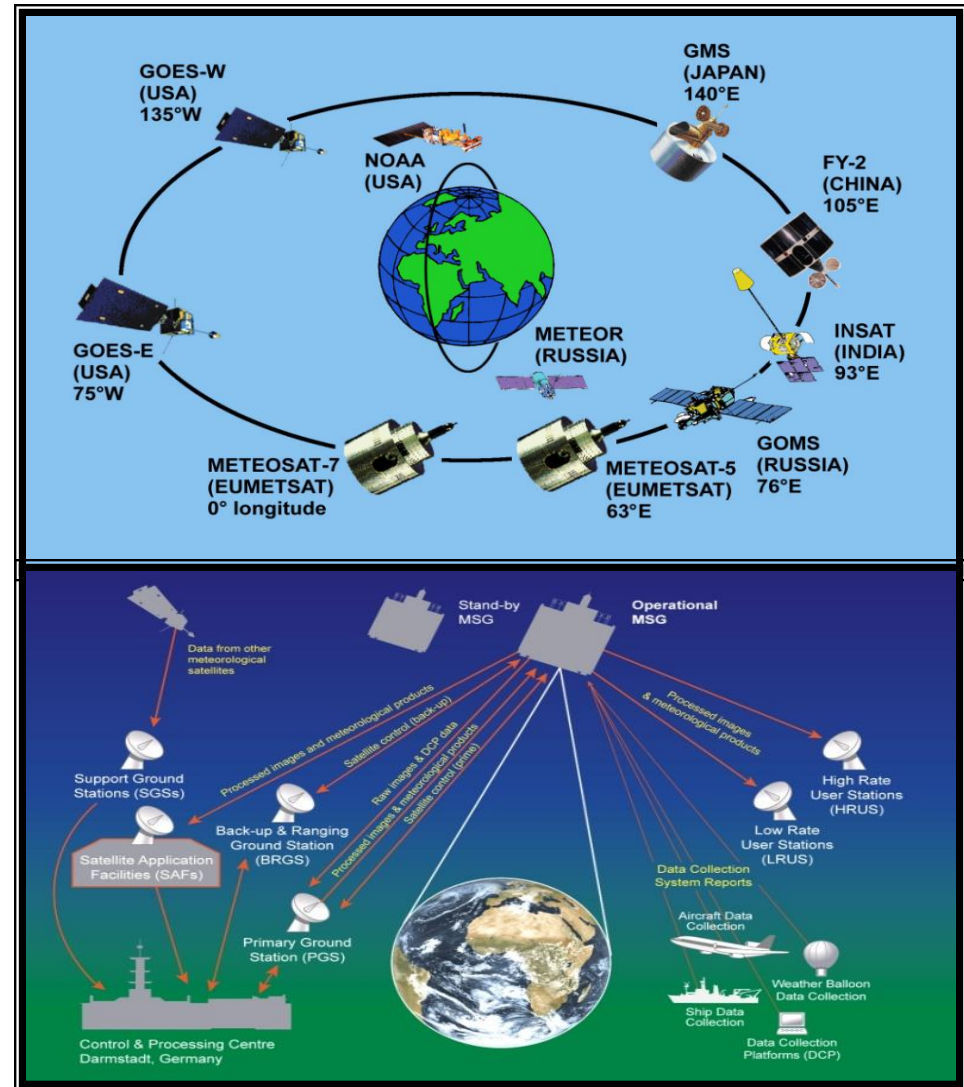 GOES-W
(USA)
135°W
NOAA
(USA)
GMS
(JAPAN)
140°E
FY-2
(CHINA)
105°E
GOES-E
(USA)
75°W
METEOR
(RUSSIA)
INSAT
(INDIA)
93°E
METEOSAT-7
(EUMETSAT)
0° longitude
METEOSAT-5
(EUMETSAT)
63°E
GOMS
(RUSSIA)
76°E
Stand-by
MSG
Operational
MSG
Data from other
meteorological
satellites
Processed images and meteorological products
Satellite control (back-up)
Raw images & DCP data
Processed images & meteorological products
Satellite control (prime)
Processed images
& meteorological
products
Support Ground
Stations (SGSs)
High Rate
User Stations
(HRUS)
Back-up & Ranging
Ground Station
(BRGS)
Low Rate
User Stations
(LRUS)
Satellite Application
Facilities (SAFs)
Data Collection
System Reports
Primary Ground
Station (PGS)
Aircraft Data
Collection
Weather Balloon
Data Collection
Ship Data
Collection
Control & Processing Centre
Darmstadt, Germany
Data Collection
Platforms (DCP)